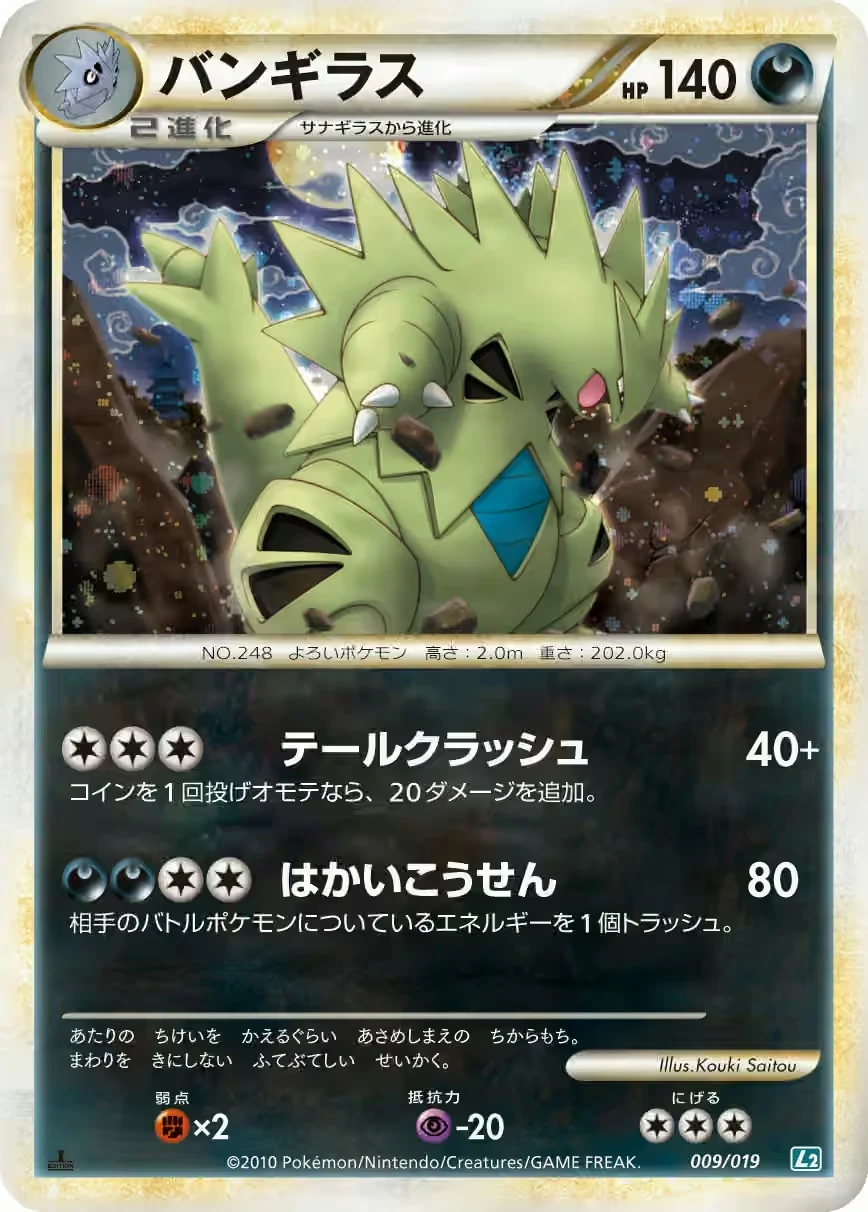 バンギラス
HP 140
2進化
サナギラスから進化
NO.248 よろいポケモン 高さ:2.0m 重さ:202.0kg
テールクラッシュ 40+
コインを1回投げオモテなら、20ダメージを追加。
はかいこうせん 80
相手のバトルポケモンについているエネルギーを1個トラッシュ。
あたりの ちけいを かえるぐらい あさめしまえの ちからもち。
まわりを きにしない ふてぶてしい せいかく。
Illus.Kouki Saitou
弱点 抵抗力 にげる
×2 -20
1 EDITION
©2010 Pokémon/Nintendo/Creatures/GAME FREAK. 009/019 L2